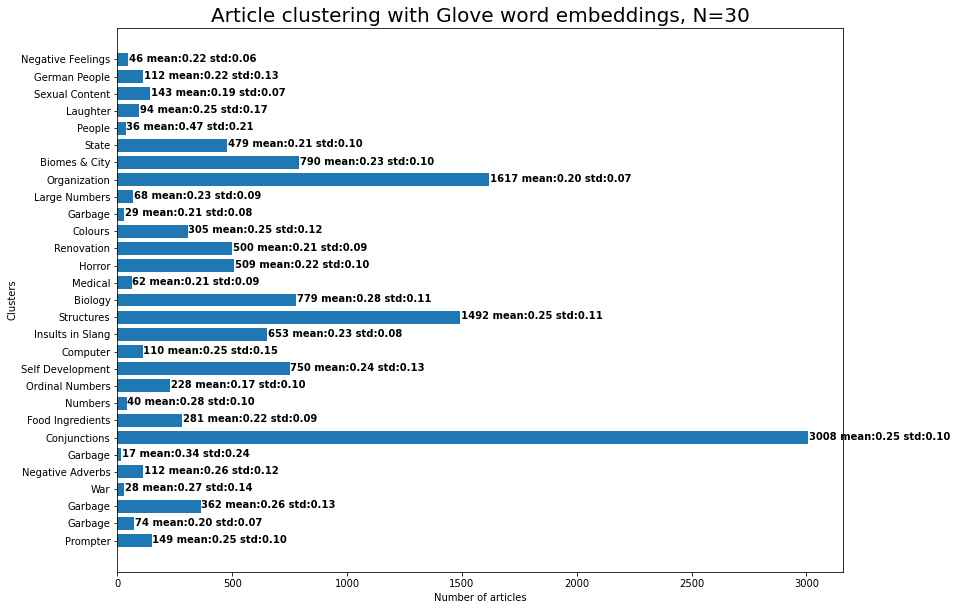 Article clustering with Glove word embeddings, N=30
Negative Feelings 46 mean:0.22 std:0.06
German People 112 mean:0.22 std:0.13
Sexual Content 143 mean:0.19 std:0.07
Laughter 94 mean:0.25 std:0.17
People 36 mean:0.47 std:0.21
State 479 mean:0.21 std:0.10
Biomes & City 790 mean:0.23 std:0.10
Organization 1617 mean:0.20 std:0.07
Large Numbers 68 mean:0.23 std:0.09
Garbage 29 mean:0.21 std:0.08
Colours 305 mean:0.25 std:0.12
Renovation 500 mean:0.21 std:0.09
Horror 509 mean:0.22 std:0.10
Medical 62 mean:0.21 std:0.09
Biology 779 mean:0.28 std:0.11
Structures 1492 mean:0.25 std:0.11
Insults in Slang 653 mean:0.23 std:0.08
Computer 110 mean:0.25 std:0.15
Self Development 750 mean:0.24 std:0.13
Ordinal Numbers 228 mean:0.17 std:0.10
Numbers 40 mean:0.28 std:0.10
Food Ingredients 281 mean:0.22 std:0.09
Conjunctions 3008 mean:0.25 std:0.10
Garbage 17 mean:0.34 std:0.24
Negative Adverbs 112 mean:0.26 std:0.12
War 28 mean:0.27 std:0.14
Garbage 362 mean:0.26 std:0.13
Garbage 74 mean:0.20 std:0.07
Prompter 149 mean:0.25 std:0.10
Clusters
0 500 1000 1500 2000 2500 3000
Number of articles